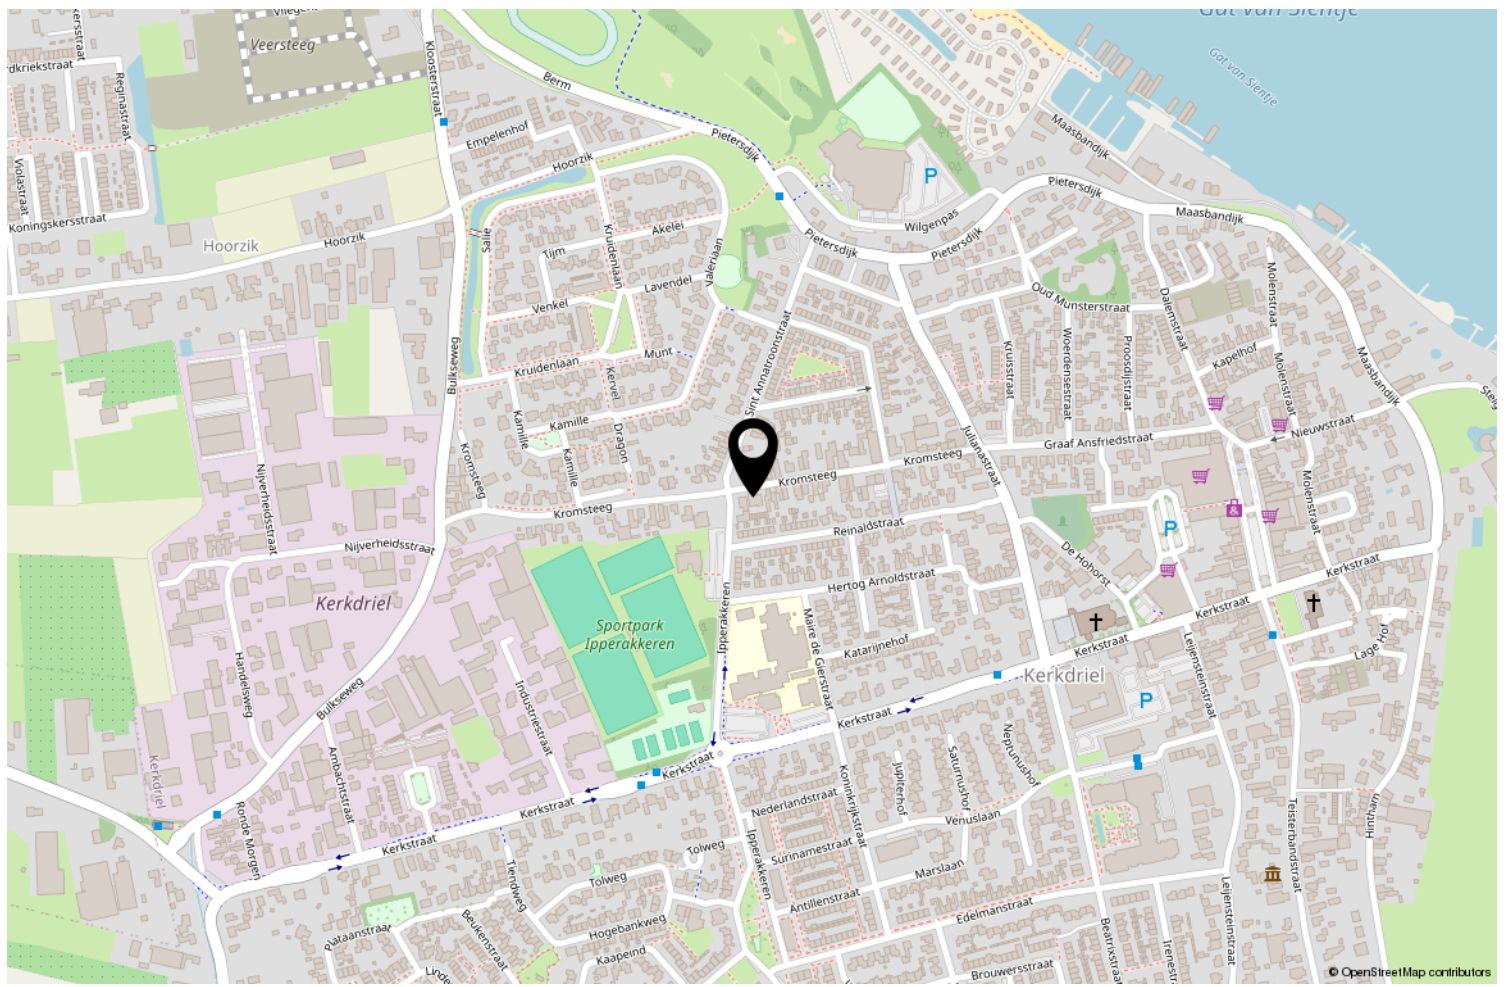 Gat van Sientje
Veersteeg
Kloosterstraat
Berm
Gat van Sientje
Reginastraat
Empelenhof
Pietersdijk
Maasbandijk
Violastraat
Hoorzik
Pietersdijk
Koningskersstraat
Hoorzik
Hoorzik
Salie
Kruidenlaan
Akelei
Tijm
Valeriaan
Pietersdijk
P
Wilgenpas
Pietersdijk
Maasbandijk
Lavendel
Venkel
Oud Munsterstraat
Dalemstraat
Molenstraat
Sint Annatroonstraat
Munt
Kruidenlaan
Kervel
Bulkseweg
Kruisstraat
Woerdensestraat
Proosdijstraat
Kapelhof
Molenstraat
Maasbandijk
Kamille
Kamille
Dragon
Kamille
Julianastraat
Graaf Ansfriedstraat
Nieuwstraat
Kromsteeg
Kromsteeg
Kromsteeg
Kromsteeg
Nijverheidsstraat
Molenstraat
Nijverheidsstraat
Reinaldstraat
P
De Hohorst
Kerkstraat
Kerkdriel
Hertog Arnoldstraat
Ipperakkeren
Sportpark
Ipperakkeren
Maire de Gierstraat
Katarijnehof
Kerkstraat
Kerkstraat
Lage Hof
Kerkdriel
Leijensteinstraat
P
Handelsweg
Bulkseweg
Industriestraat
Kerkstraat
Neptunushof
Saturnushof
Jupiterhof
Kerkstraat
Kerkdriel
Ambachtstraat
Ronde Morgen
Kerkstraat
Kerkstraat
Koninkrijkstraat
Nederlandstraat
Venuslaan
Teisterbandstraat
Hintham
Surinamestraat
Ipperakkeren
Tolweg
Tolweg
Tiendweg
Marslaan
Antillenstraat
Edelmanstraat
Leijensteinstraat
Plataanstraat
Beukenstraat
Hogebankweg
Kaapeind
Beatrixstraat
Brouwersstraat
© OpenStreetMap contributors